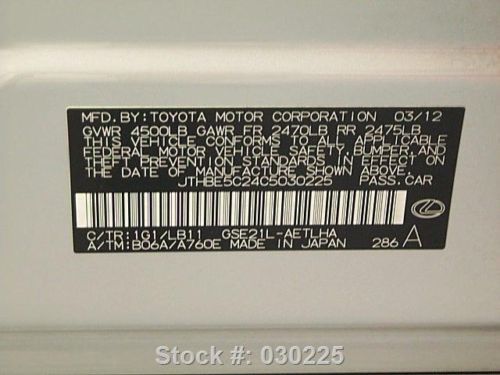 MFD.BY:TOYOTA MOTOR CORPORATION 03/12
GVWR 4500LB GAWR FR 2470LB RR 2475LB
THIS VEHICLE CONFORMS TO ALL APPLICABLE
FEDERAL MOTOR VEHICLE SAFETY,BUMPER,AND
THEFT PREVENTION STANDARDS IN EFFECT ON
THE DATE OF MANUFACTURE SHOWN ABOVE.
JTHBE5C24C5030225 PASS.CAR
C/TR:1G1/LB11 GSE21L-AETLHA
A/TM:B06A/A760E MADE IN JAPAN 286 A
Stock #: 030225